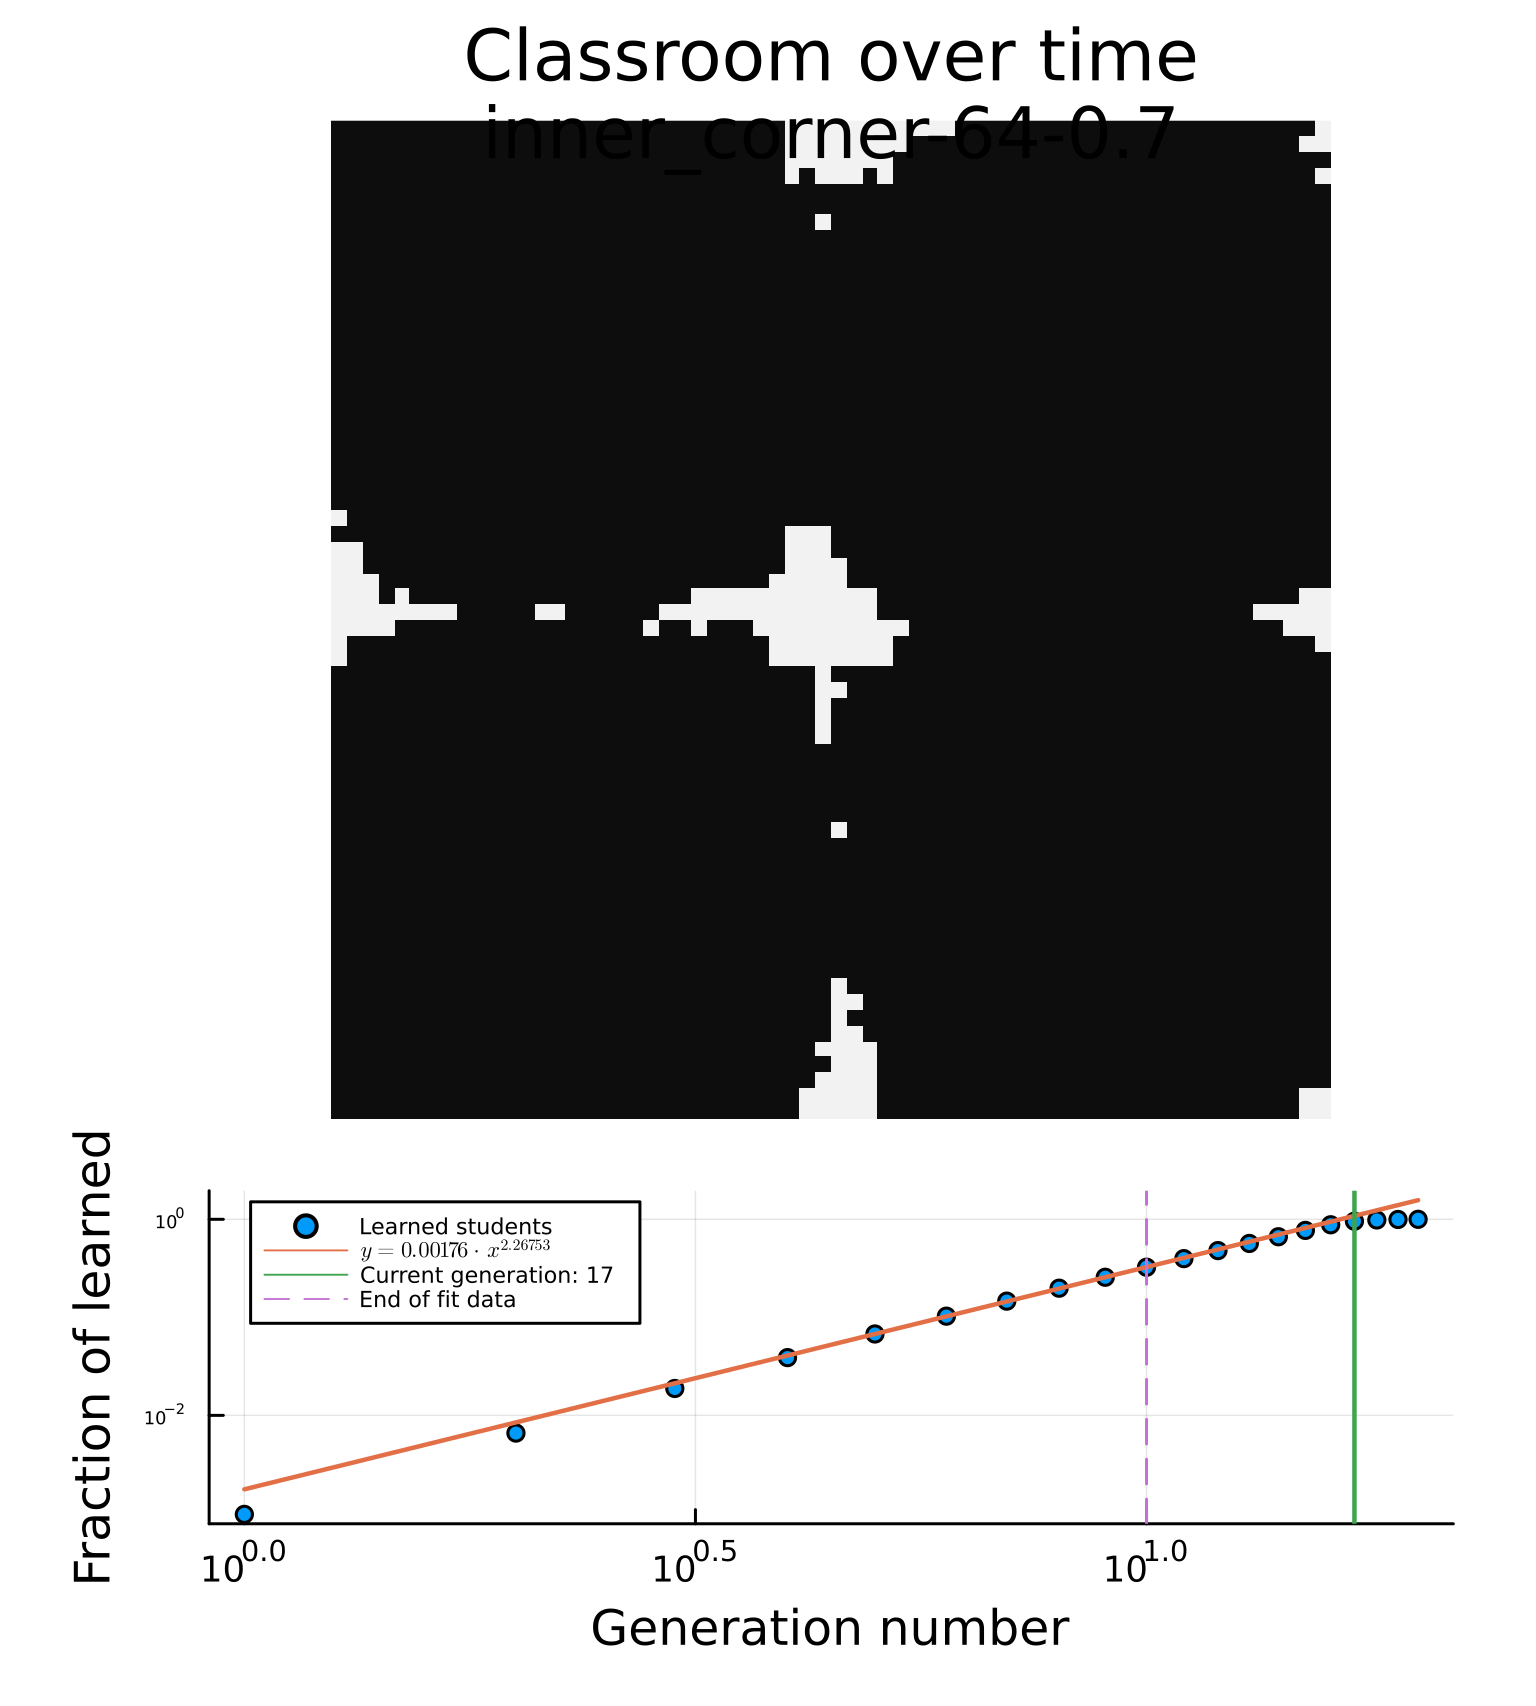 Classroom over time
inner_corner-64-0.7
Fraction of learned
10^0
10^−2
Learned students
y = 0.00176 · x^2.26753
Current generation: 17
End of fit data
10^0.0
10^0.5
10^1.0
Generation number